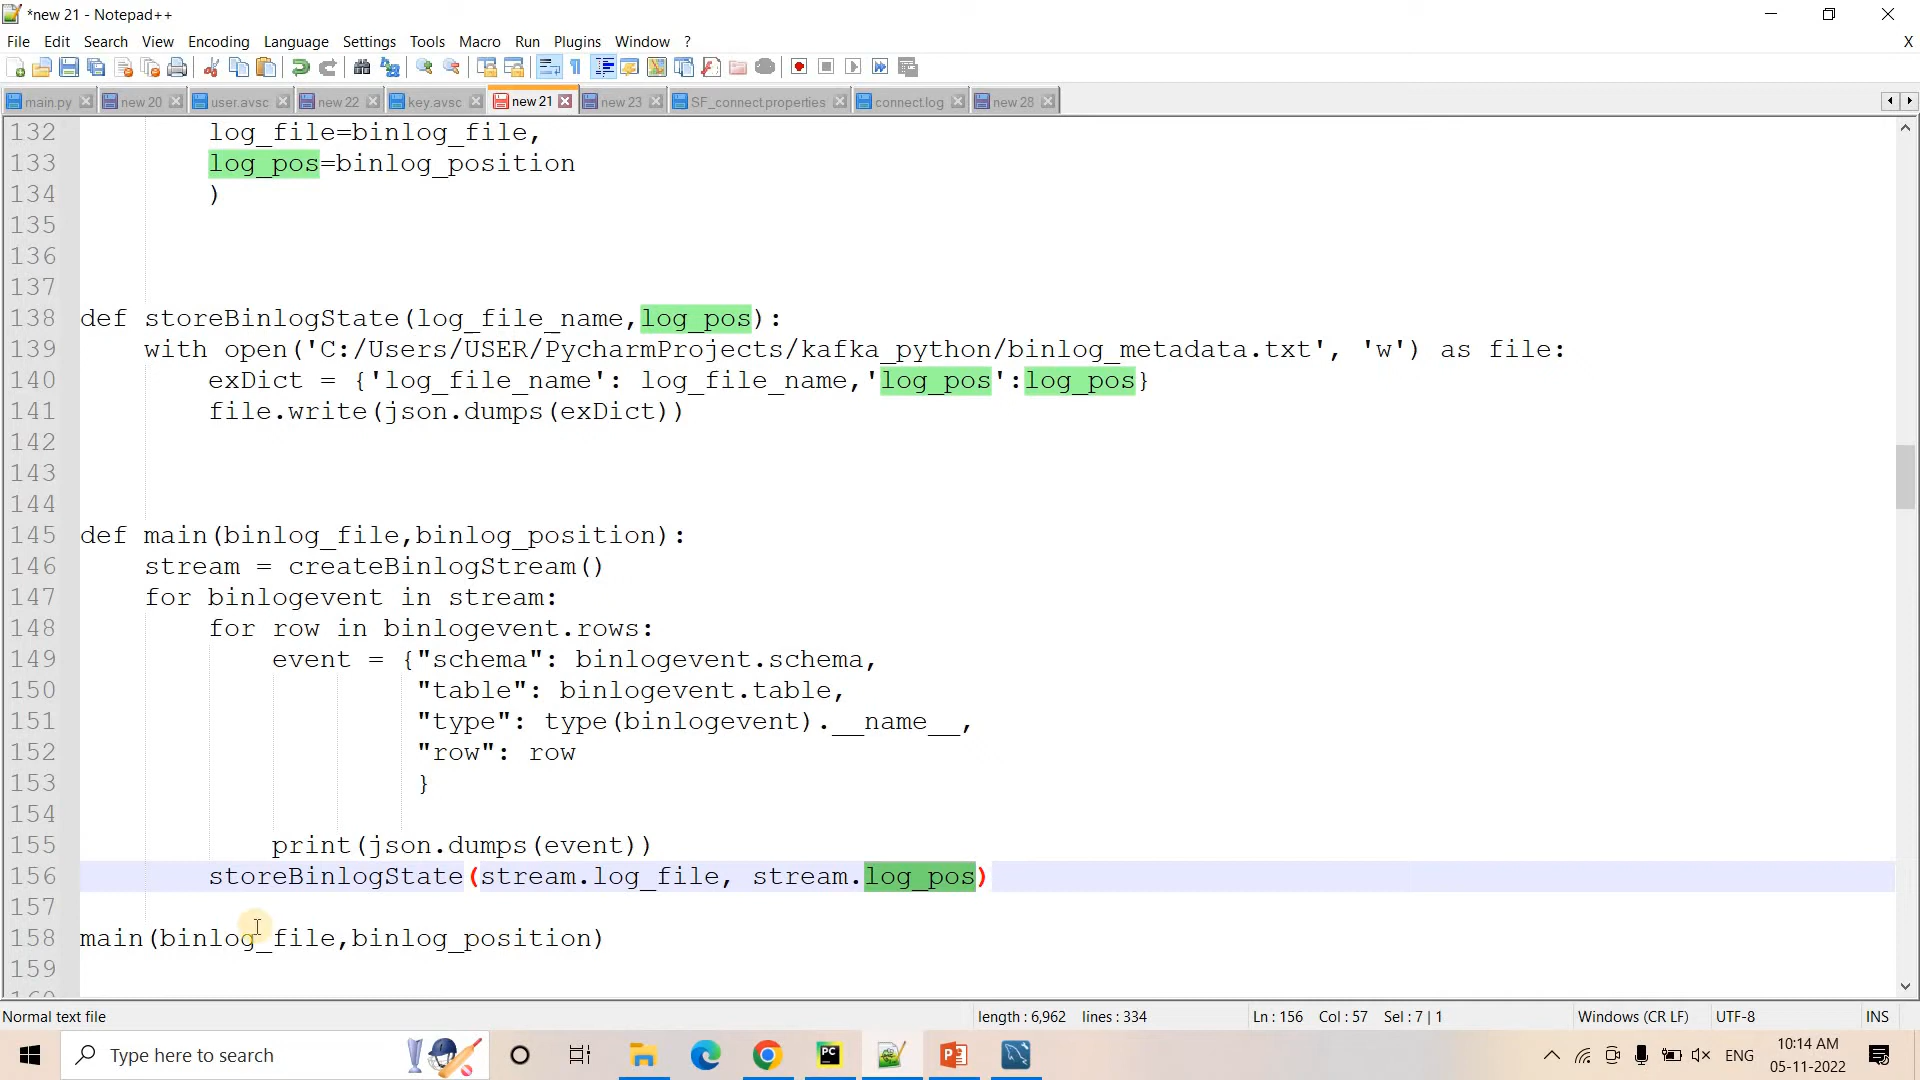 *new 21 - Notepad++
File Edit Search View Encoding Language Settings Tools Macro Run Plugins Window ?
X
main.py new 20 user.avsc new 22 key.avsc new 21 new 23 SF_connect.properties connect.log new 28
132 log_file=binlog_file,
133 log_pos=binlog_position
134 )
135
136
137
138 def storeBinlogState(log_file_name,log_pos):
139 with open('C:/Users/USER/PycharmProjects/kafka_python/binlog_metadata.txt', 'w') as file:
140 exDict = {'log_file_name': log_file_name,'log_pos':log_pos}
141 file.write(json.dumps(exDict))
142
143
144
145 def main(binlog_file,binlog_position):
146 stream = createBinlogStream()
147 for binlogevent in stream:
148 for row in binlogevent.rows:
149 event = {"schema": binlogevent.schema,
150 "table": binlogevent.table,
151 "type": type(binlogevent).__name__,
152 "row": row
153 }
154
155 print(json.dumps(event))
156 storeBinlogState(stream.log_file, stream.log_pos)
157
158 main(binlog_file,binlog_position)
159
160
Normal text file length : 6,962 lines : 334 Ln : 156 Col : 57 Sel : 7 | 1 Windows (CR LF) UTF-8 INS
Type here to search
PC
ENG
10:14 AM
05-11-2022